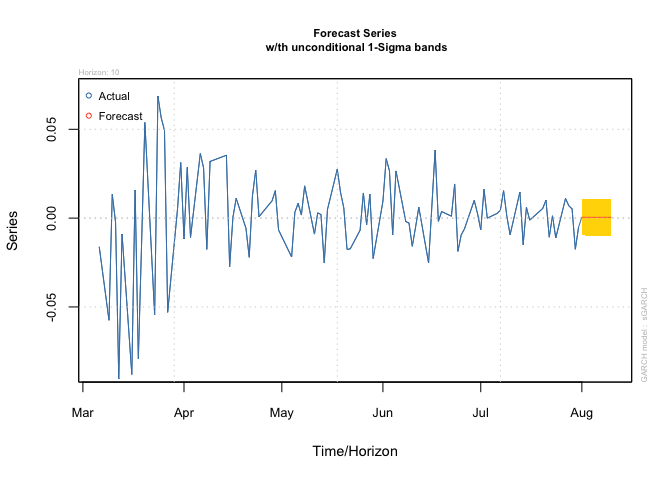 Forecast Series
w/th unconditional 1-Sigma bands
Horizon: 10
Actual
Forecast
0.05
0.00
-0.05
Series
GARCH model : sGARCH
Mar Apr May Jun Jul Aug
Time/Horizon